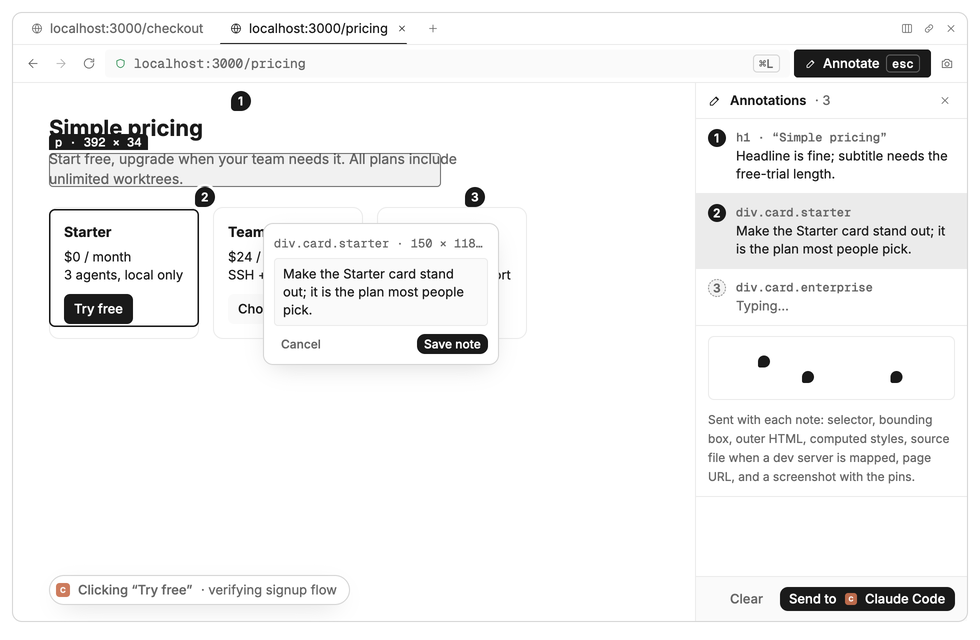 localhost:3000/checkout
localhost:3000/pricing
localhost:3000/pricing
⌘L
Annotate esc
1
Simple pricing
p · 392 × 34
Start free, upgrade when your team needs it. All plans include
unlimited worktrees.
2
3
Starter
$0 / month
3 agents, local only
Try free
Team
$24 /
SSH +
Cho
ort
div.card.starter · 150 × 118…
Make the Starter card stand
out; it is the plan most people
pick.
Cancel
Save note
C Clicking “Try free” · verifying signup flow
Annotations · 3
1 h1 · “Simple pricing”
Headline is fine; subtitle needs the
free-trial length.
2 div.card.starter
Make the Starter card stand out; it
is the plan most people pick.
3 div.card.enterprise
Typing…
Sent with each note: selector, bounding
box, outer HTML, computed styles, source
file when a dev server is mapped, page
URL, and a screenshot with the pins.
Clear
Send to C Claude Code